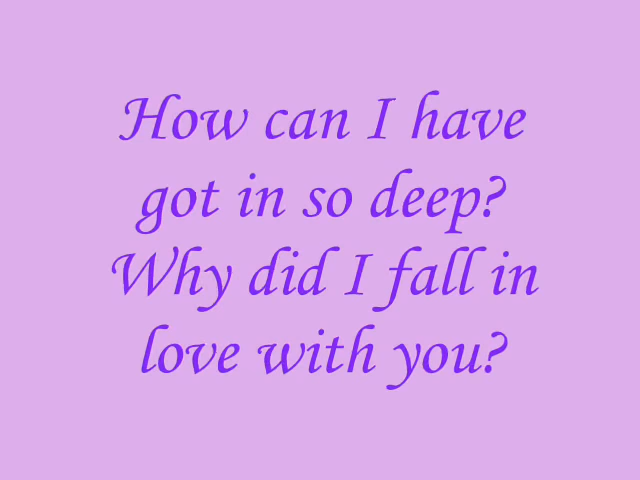 How can I have
got in so deep?
Why did I fall in
love with you?